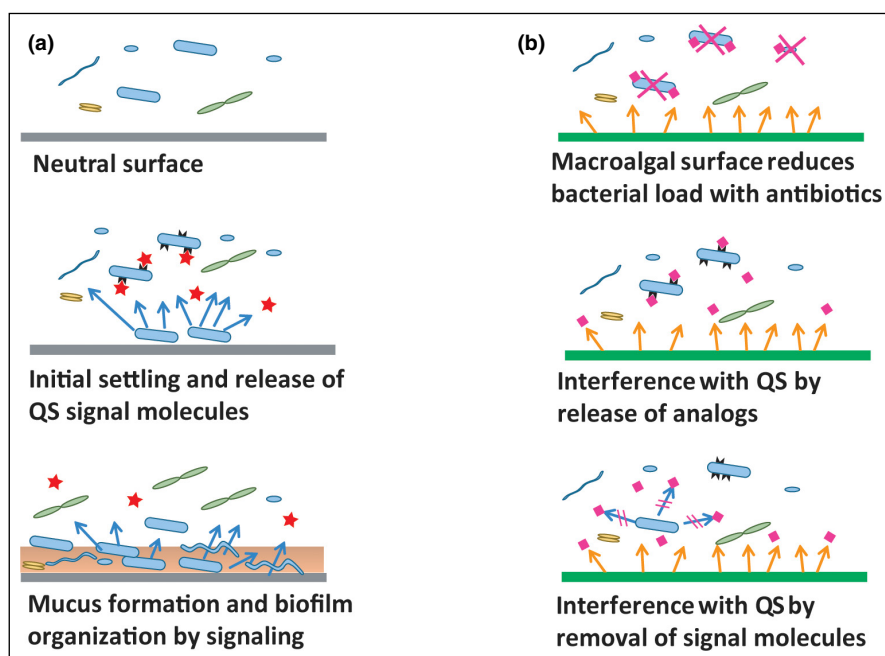 (a)
Neutral surface
Initial settling and release of
QS signal molecules
Mucus formation and biofilm
organization by signaling
(b)
Macroalgal surface reduces
bacterial load with antibiotics
Interference with QS by
release of analogs
Interference with QS by
removal of signal molecules